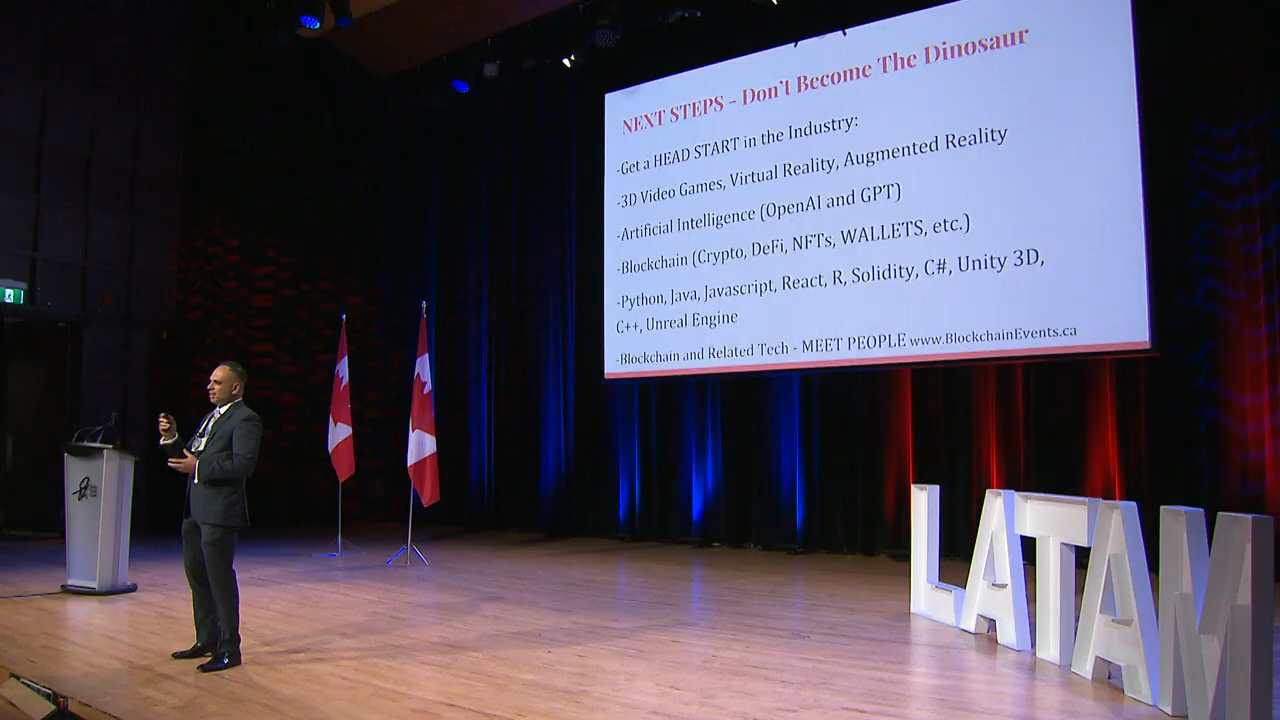 NEXT STEPS - Don't Become The Dinosaur
-Get a HEAD START in the Industry:
-3D Video Games, Virtual Reality, Augmented Reality
-Artificial Intelligence (OpenAI and GPT)
-Blockchain (Crypto, DeFi, NFTs, WALLETS, etc.)
-Python, Java, Javascript, React, R, Solidity, C#, Unity 3D,
C++, Unreal Engine
-Blockchain and Related Tech - MEET PEOPLE www.BlockchainEvents.ca
LATAM